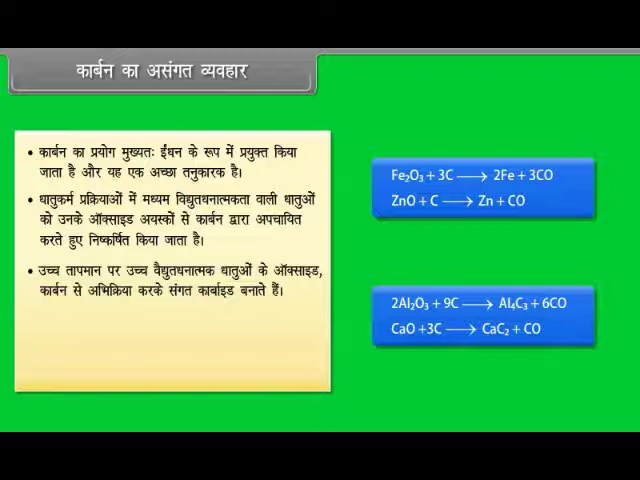 कार्बन का असंगत व्यवहार
• कार्बन का प्रयोग मुख्यतः ईंधन के रूप में प्रयुक्त किया
जाता है और यह एक अच्छा तनुकारक है।
• धातुकर्म प्रक्रियाओं में मध्यम विद्युतधनात्मकता वाली धातुओं
को उनके ऑक्साइड अयस्कों से कार्बन द्वारा अपचायित
करते हुए निष्कर्षित किया जाता है।
• उच्च तापमान पर उच्च वैद्युतधनात्मक धातुओं के ऑक्साइड,
कार्बन से अभिक्रिया करके संगत कार्बाइड बनाते हैं।
Fe₂O₃ + 3C ⟶ 2Fe + 3CO
ZnO + C ⟶ Zn + CO
2Al₂O₃ + 9C ⟶ Al₄C₃ + 6CO
CaO +3C ⟶ CaC₂ + CO